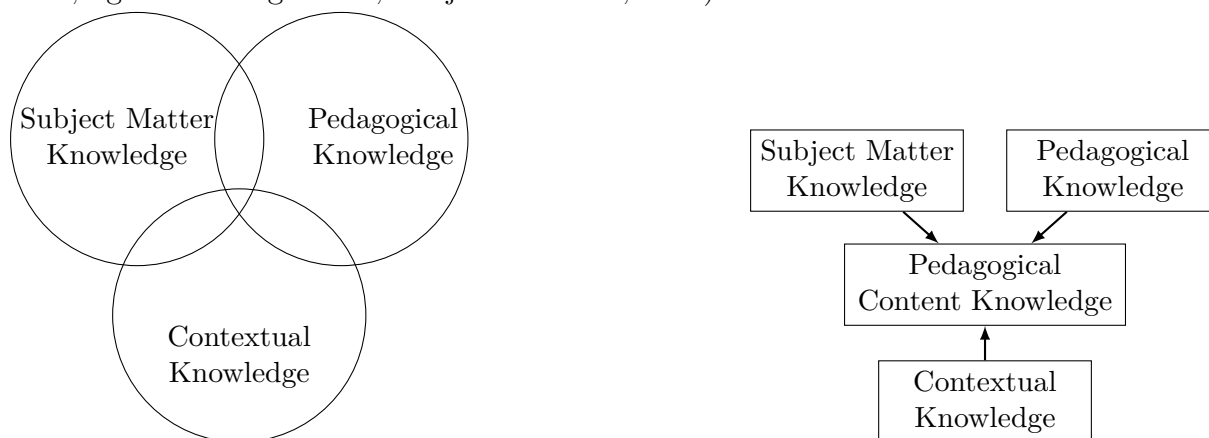 Subject Matter
Knowledge
Pedagogical
Knowledge
Contextual
Knowledge
Subject Matter
Knowledge
Pedagogical
Knowledge
Pedagogical
Content Knowledge
Contextual
Knowledge